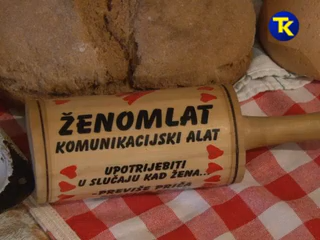 TK
ŽENOMLAT
KOMUNIKACIJSKI ALAT
UPOTRIJEBITI
U SLUČAJU KAD ŽENA..
PREVIŠE PRIČA